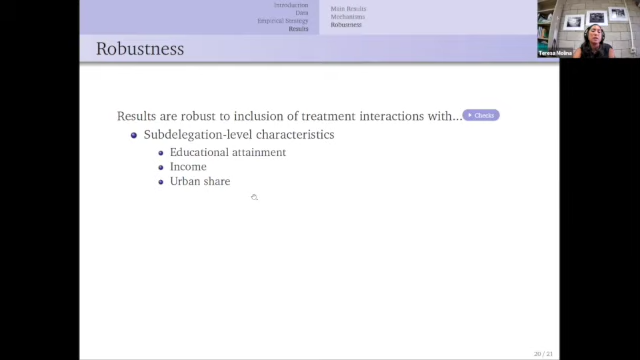 Introduction
Data
Empirical Strategy
Results
Main Results
Mechanisms
Robustness
Robustness
Results are robust to inclusion of treatment interactions with... Checks
Subdelegation-level characteristics
Educational attainment
Income
Urban share
20 / 21
Teresa Molina